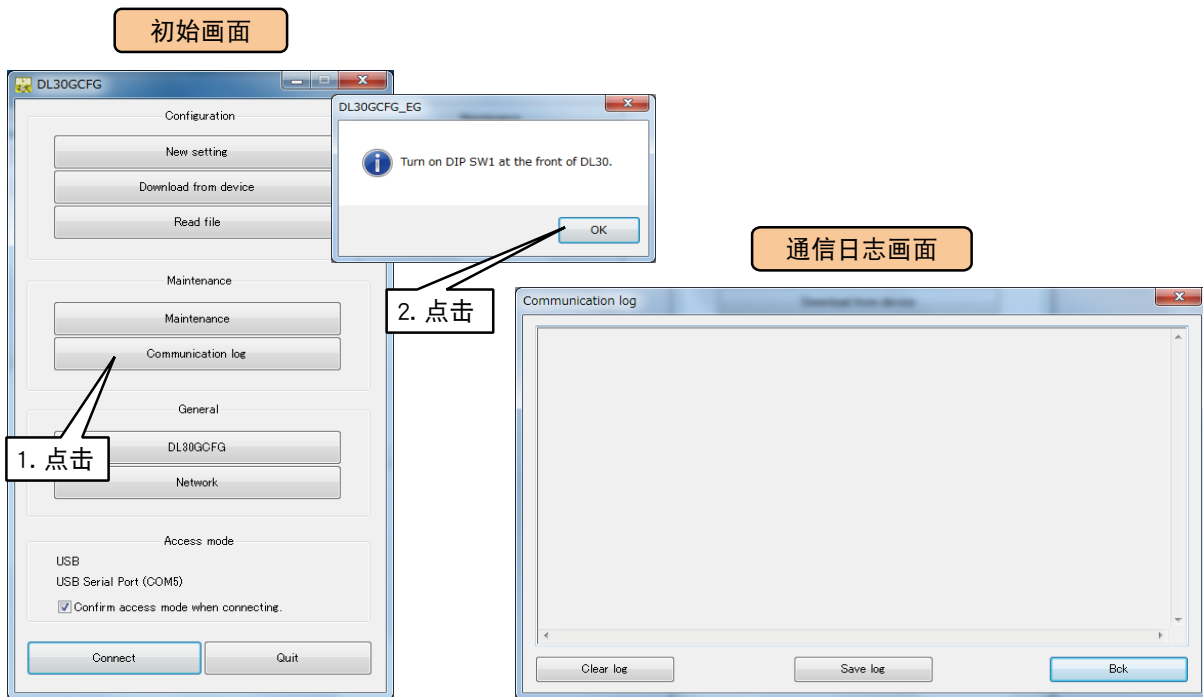 初始画面
DL30GCFG
Configuration
New setting
Download from device
Read file
Maintenance
Maintenance
Communication log
1. 点击
General
DL30GCFG
Network
Access mode
USB
USB Serial Port (COM5)
Confirm access mode when connecting.
Connect
Quit
DL30GCFG_EG
Turn on DIP SW1 at the front of DL30.
OK
2. 点击
通信日志画面
Communication log
Download from device
Clear log
Save log
Bck